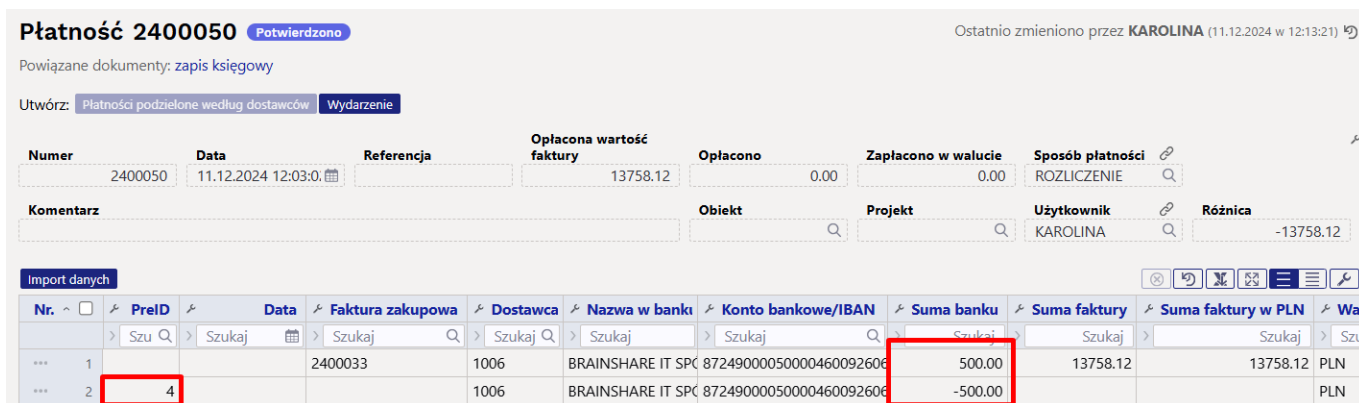 Płatność 2400050 Potwierdzono Ostatnio zmieniono przez KAROLINA (11.12.2024 w 12:13:21)
Powiązane dokumenty: zapis księgowy
Utwórz: Płatności podzielone według dostawców Wydarzenie
Numer Data Referencja Opłacona wartość faktury Opłacono Zapłacono w walucie Sposób płatności
2400050 11.12.2024 12:03:0 13758.12 0.00 0.00 ROZLICZENIE
Komentarz Obiekt Projekt Użytkownik Różnica
KAROLINA -13758.12
Import danych
Nr. PreID Data Faktura zakupowa Dostawca Nazwa w banku Konto bankowe/IBAN Suma banku Suma faktury Suma faktury w PLN Wa
Szu Szukaj Szukaj Szukaj Szukaj Szukaj Szukaj Szukaj Szukaj Szu
1 2400033 1006 BRAINSHARE IT SPÓ 87249000050000460092606 500.00 13758.12 13758.12 PLN
2 4 1006 BRAINSHARE IT SPÓ 87249000050000460092606 -500.00 PLN